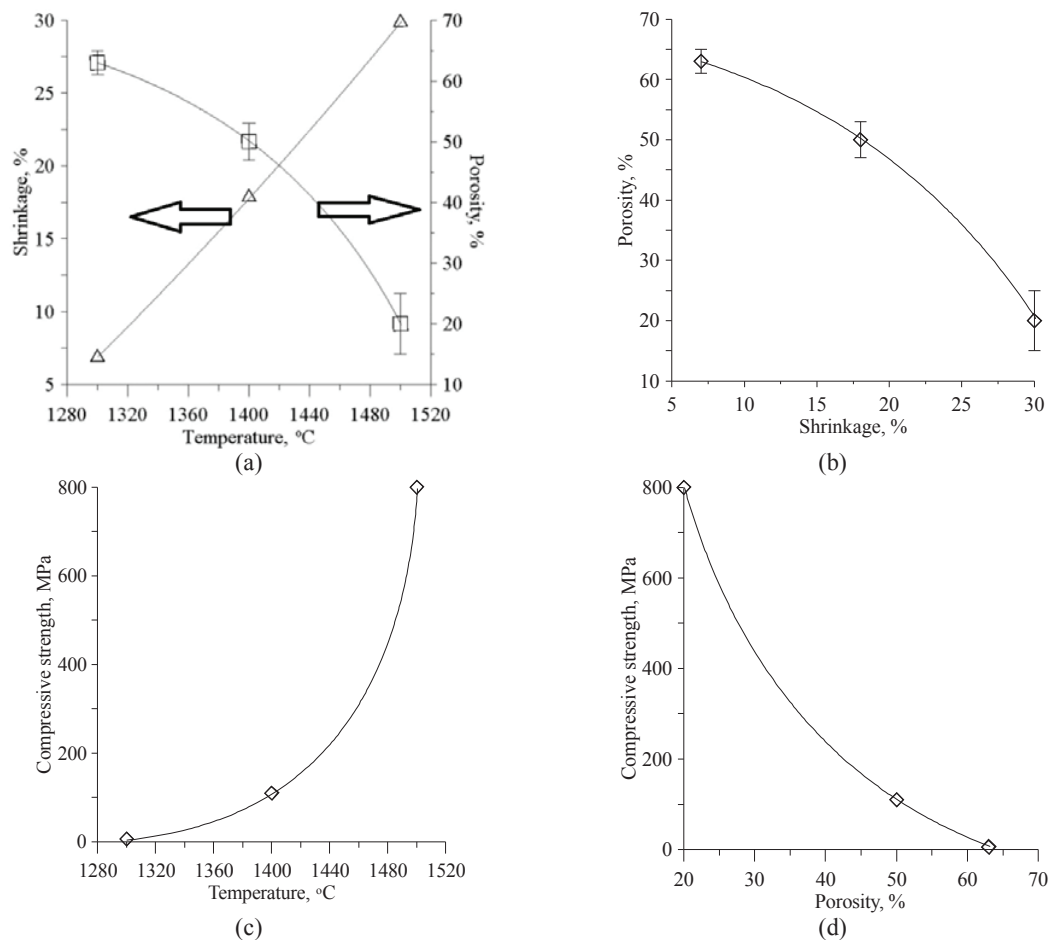 30
25
20
15
10
5
Shrinkage, %
70
60
50
40
30
20
10
Porosity, %
1280 1320 1360 1400 1440 1480 1520
Temperature, °C
(a)
70
60
50
40
30
20
10
Porosity, %
5 10 15 20 25 30
Shrinkage, %
(b)
800
600
400
200
0
Compressive strength, MPa
1280 1320 1360 1400 1440 1480 1520
Temperature, °C
(c)
800
600
400
200
0
Compressive strength, MPa
20 30 40 50 60 70
Porosity, %
(d)